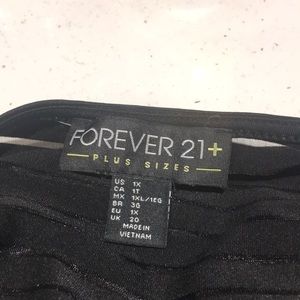 FOREVER 21+
PLUS SIZES
US 1X
CA 1T
MX 1XL/1EG
BR 3G
EU 1X
UK 20
MADE IN
VIETNAM